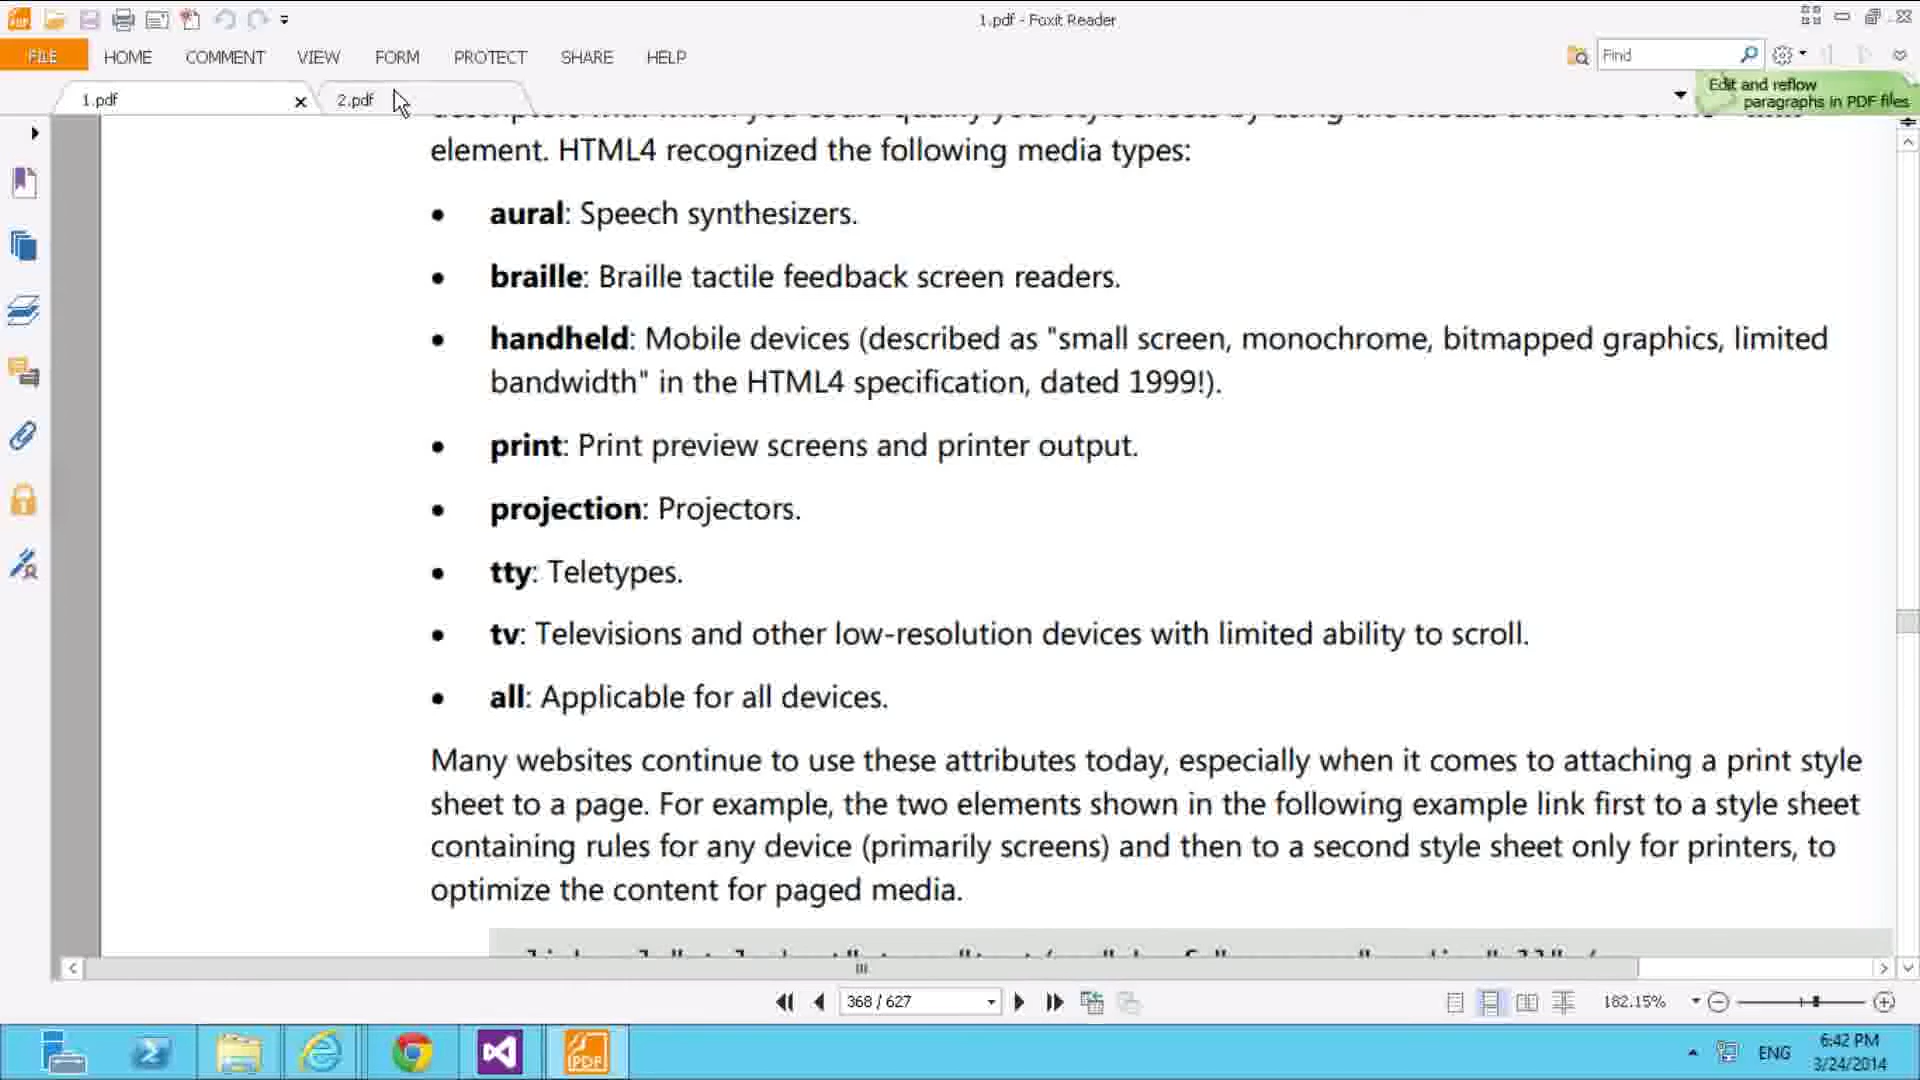 1.pdf - Foxit Reader
FILE HOME COMMENT VIEW FORM PROTECT SHARE HELP
Find
1.pdf
2.pdf
Edit and reflow
paragraphs in PDF files
element. HTML4 recognized the following media types:
• aural: Speech synthesizers.
• braille: Braille tactile feedback screen readers.
• handheld: Mobile devices (described as "small screen, monochrome, bitmapped graphics, limited
bandwidth" in the HTML4 specification, dated 1999!).
• print: Print preview screens and printer output.
• projection: Projectors.
• tty: Teletypes.
• tv: Televisions and other low-resolution devices with limited ability to scroll.
• all: Applicable for all devices.
Many websites continue to use these attributes today, especially when it comes to attaching a print style
sheet to a page. For example, the two elements shown in the following example link first to a style sheet
containing rules for any device (primarily screens) and then to a second style sheet only for printers, to
optimize the content for paged media.
368 / 627
182.15%
ENG
6:42 PM
3/24/2014